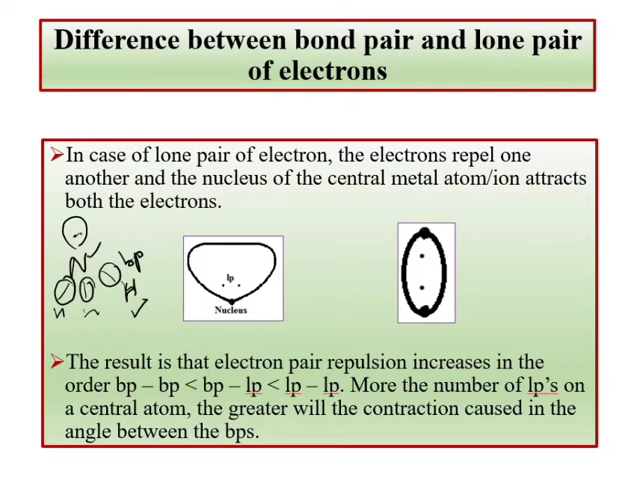 Difference between bond pair and lone pair
of electrons
➢In case of lone pair of electron, the electrons repel one
another and the nucleus of the central metal atom/ion attracts
both the electrons.
N bp
H
lp
Nucleus
➢The result is that electron pair repulsion increases in the
order bp – bp < bp – lp < lp – lp. More the number of lp’s on
a central atom, the greater will the contraction caused in the
angle between the bps.